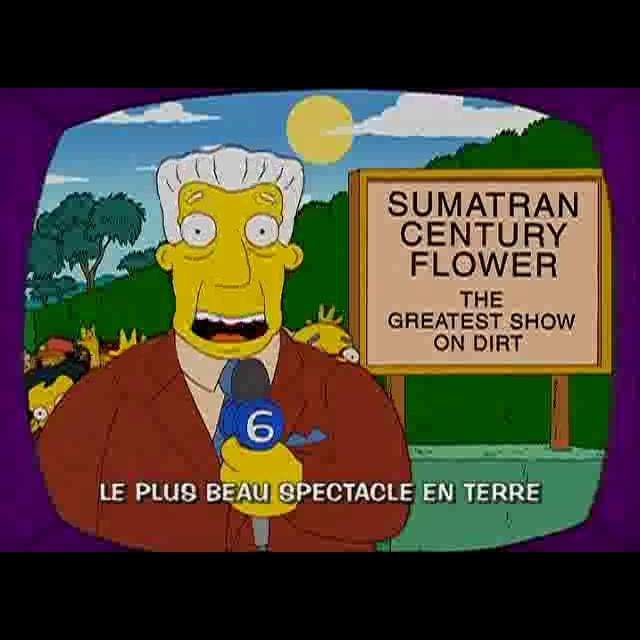 SUMATRAN
CENTURY
FLOWER
THE
GREATEST SHOW
ON DIRT
6
LE PLUS BEAU SPECTACLE EN TERRE